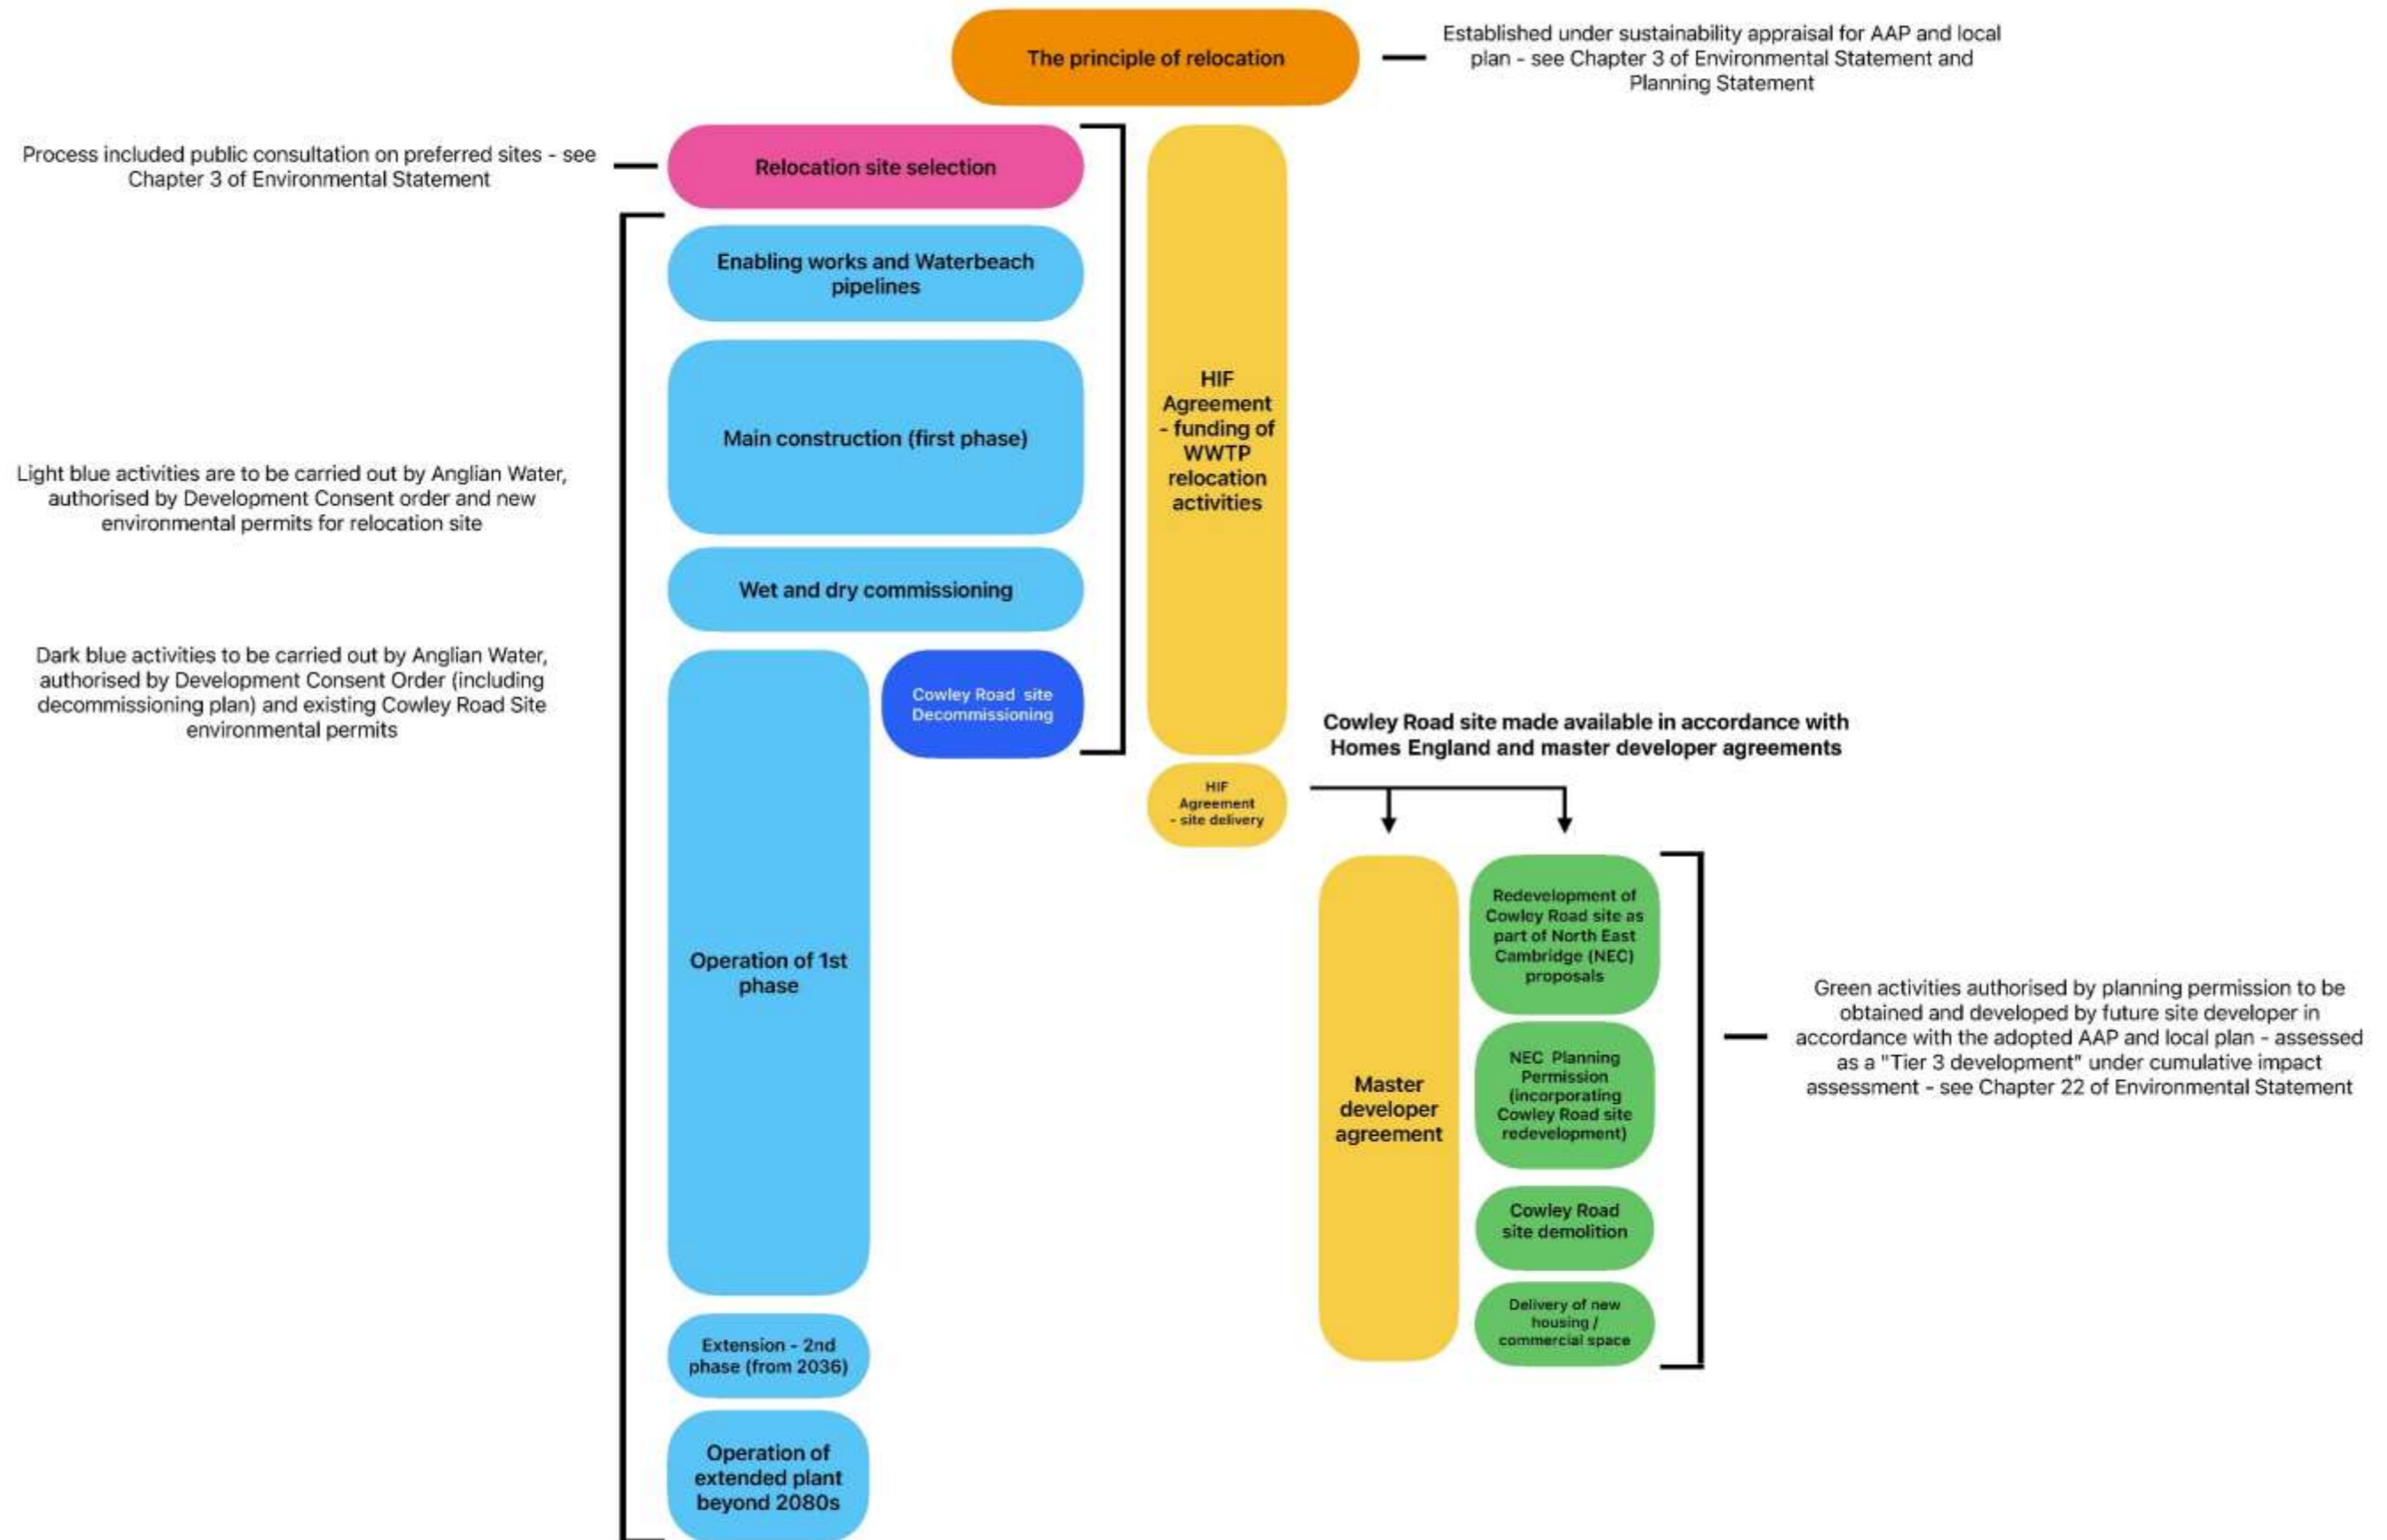 The principle of relocation
Established under sustainability appraisal for AAP and local
plan - see Chapter 3 of Environmental Statement and
Planning Statement
Process included public consultation on preferred sites - see
Chapter 3 of Environmental Statement
Relocation site selection
Enabling works and Waterbeach
pipelines
Main construction (first phase)
HIF
Agreement
- funding of
WWTP
relocation
activities
Light blue activities are to be carried out by Anglian Water,
authorised by Development Consent order and new
environmental permits for relocation site
Wet and dry commissioning
Dark blue activities to be carried out by Anglian Water,
authorised by Development Consent Order (including
decommissioning plan) and existing Cowley Road Site
environmental permits
Cowley Road site
Decommissioning
Cowley Road site made available in accordance with
Homes England and master developer agreements
HIF
Agreement
- site delivery
Operation of 1st
phase
Master
developer
agreement
Redevelopment of
Cowley Road site as
part of North East
Cambridge (NEC)
proposals
NEC Planning
Permission
(incorporating
Cowley Road site
redevelopment)
Cowley Road
site demolition
Delivery of new
housing /
commercial space
Green activities authorised by planning permission to be
obtained and developed by future site developer in
accordance with the adopted AAP and local plan - assessed
as a "Tier 3 development" under cumulative impact
assessment - see Chapter 22 of Environmental Statement
Extension - 2nd
phase (from 2036)
Operation of
extended plant
beyond 2080s